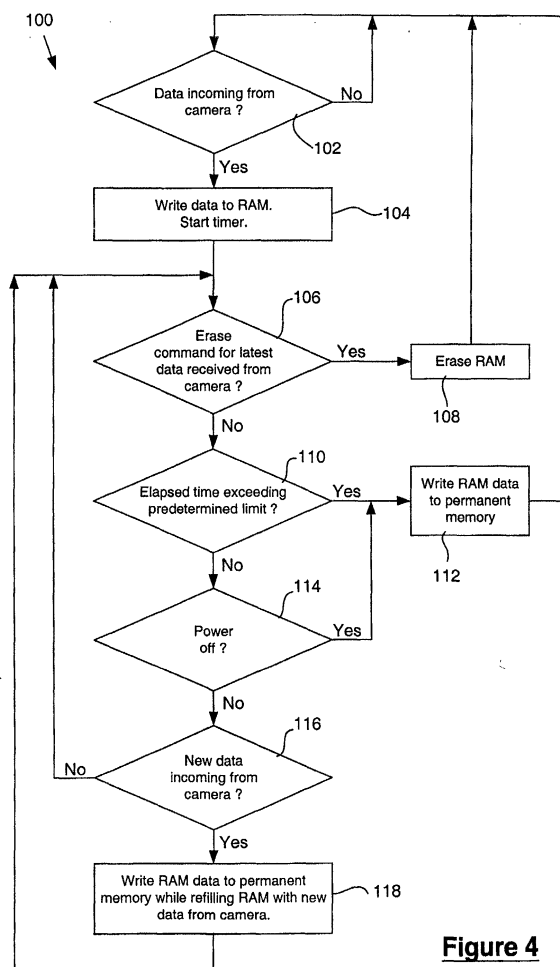 100
Data incoming from
camera ?
No
102
Yes
Write data to RAM.
Start timer.
104
106
Erase
command for latest
data received from
camera ?
Yes
Erase RAM
108
No
110
Elapsed time exceeding
predetermined limit ?
Yes
Write RAM data
to permanent
memory
112
No
114
Power
off ?
Yes
No
116
New data
incoming from
camera ?
No
Yes
Write RAM data to permanent
memory while refilling RAM with new
data from camera.
118
Figure 4